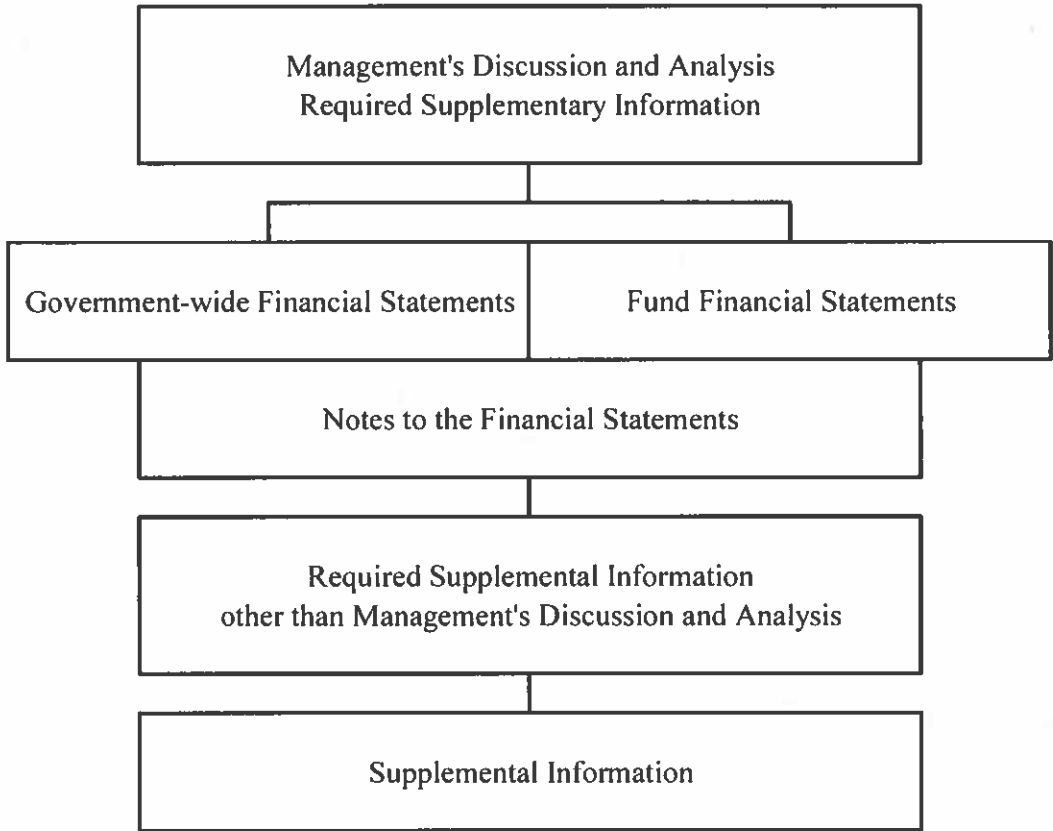 Management's Discussion and Analysis
Required Supplementary Information
Government-wide Financial Statements
Fund Financial Statements
Notes to the Financial Statements
Required Supplemental Information
other than Management's Discussion and Analysis
Supplemental Information